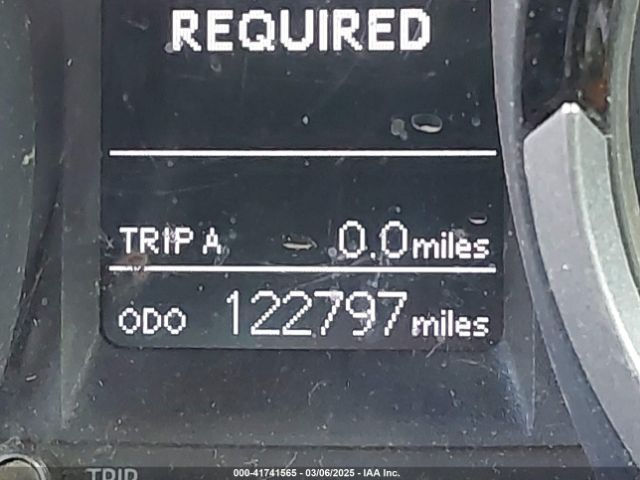 REQUIRED
TRIP A 0.0 miles
ODO 122797 miles
TRIP
000-41741565 - 03/06/2025 - IAA Inc.